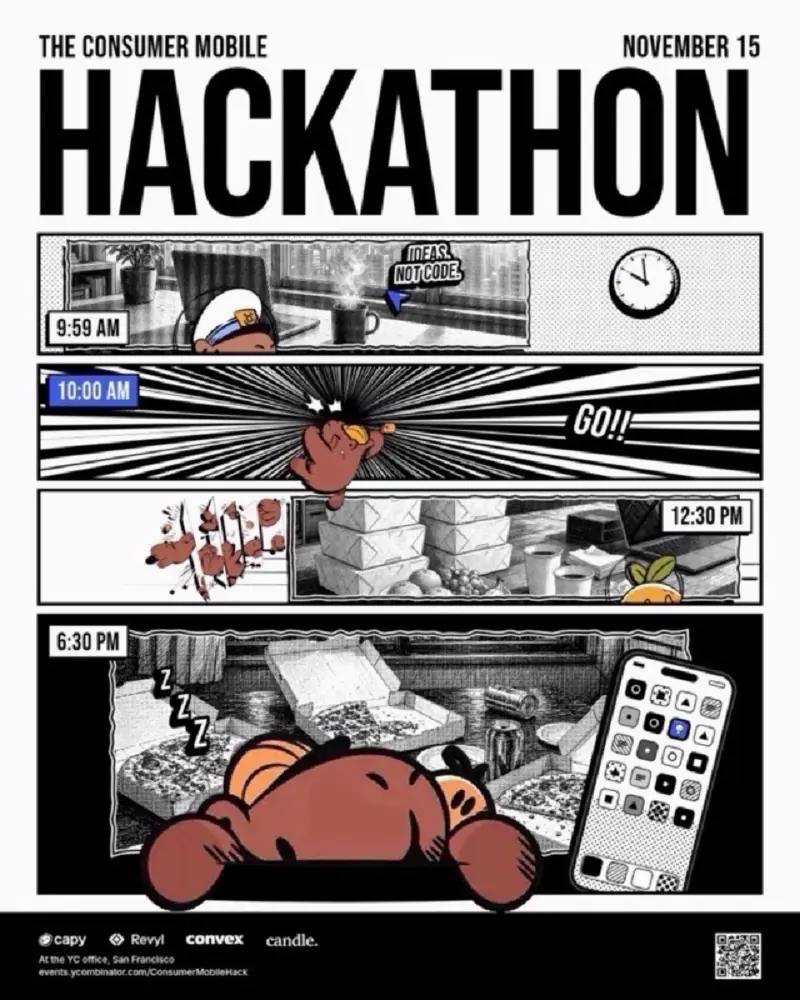 THE CONSUMER MOBILE
NOVEMBER 15
HACKATHON
IDEAS.
NOT CODE.
9:59 AM
10:00 AM
GO!!
12:30 PM
6:30 PM
Z
Z
Z
capy
Revyl
convex
candle.
At the YC office, San Francisco
events.ycombinator.com/ConsumerMobileHack